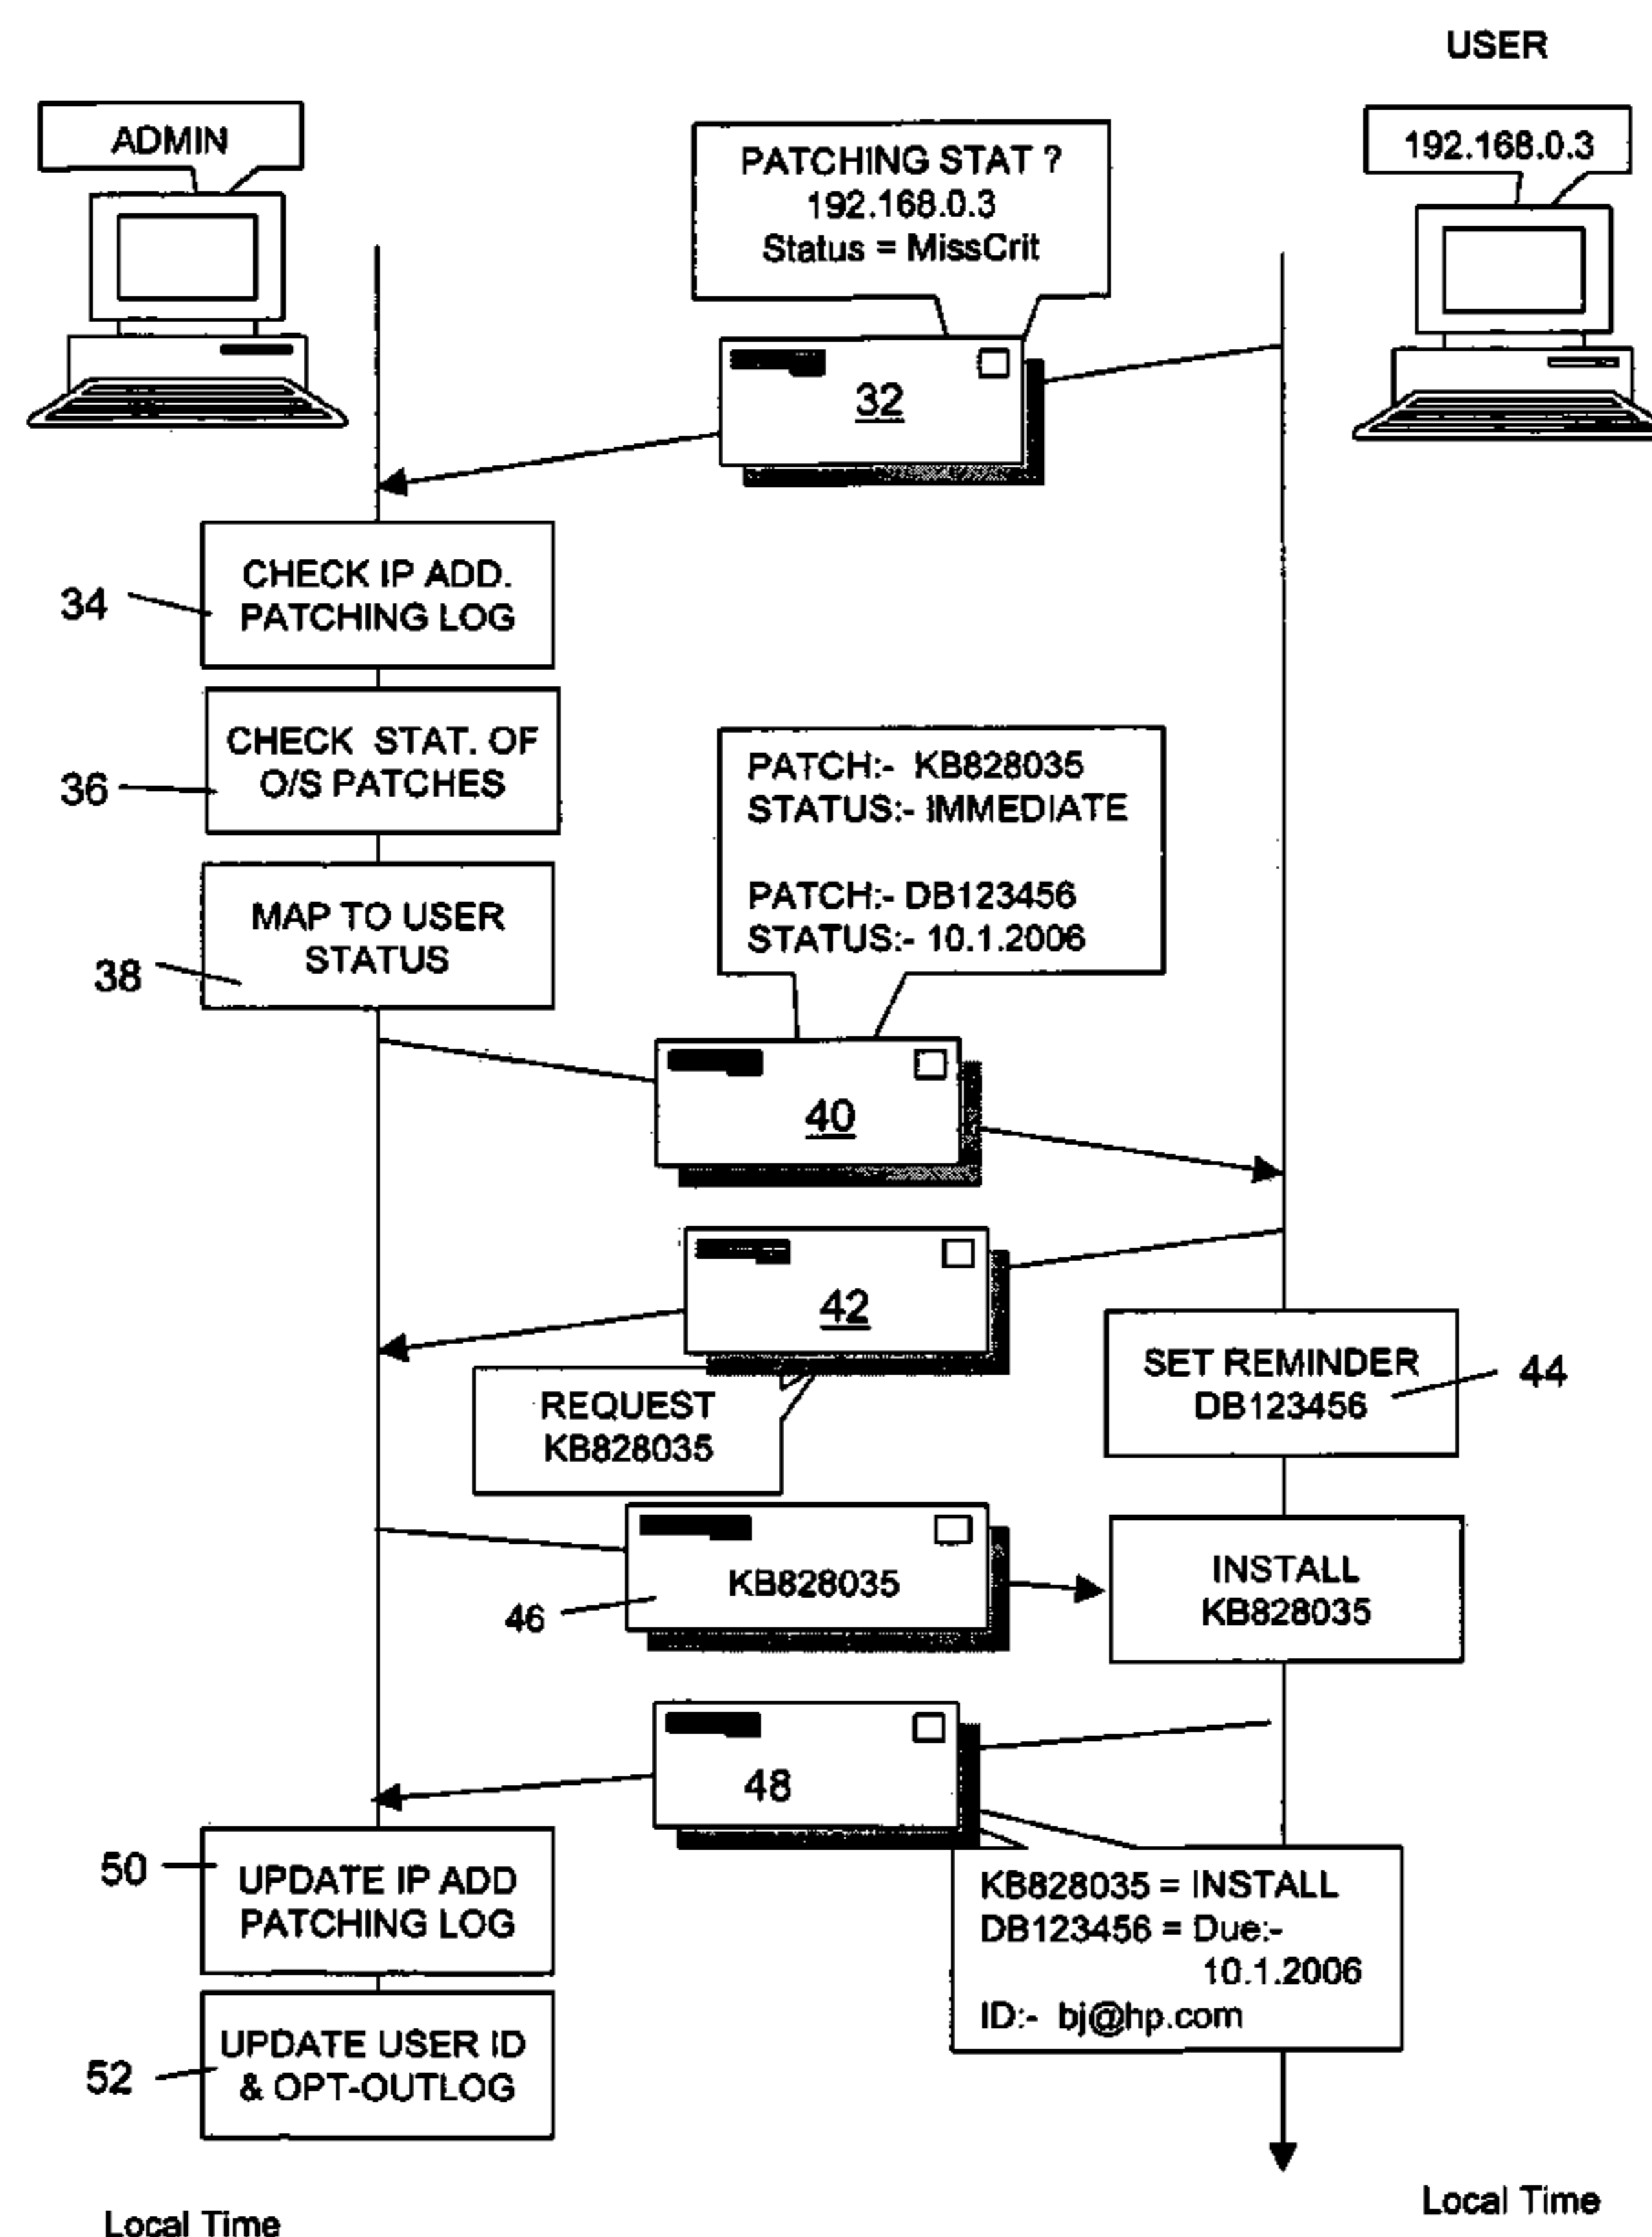 USER
ADMIN
192.168.0.3
PATCHING STAT ?
192.168.0.3
Status = MissCrit
32
CHECK IP ADD.
PATCHING LOG
34
CHECK STAT. OF
O/S PATCHES
36
MAP TO USER
STATUS
38
PATCH:- KB828035
STATUS:- IMMEDIATE
PATCH:- DB123456
STATUS:- 10.1.2006
40
42
REQUEST
KB828035
SET REMINDER
DB123456
44
KB828035
46
INSTALL
KB828035
48
KB828035 = INSTALL
DB123456 = Due:-
10.1.2006
ID:- bj@hp.com
50
UPDATE IP ADD
PATCHING LOG
52
UPDATE USER ID
& OPT-OUTLOG
Local Time
Local Time